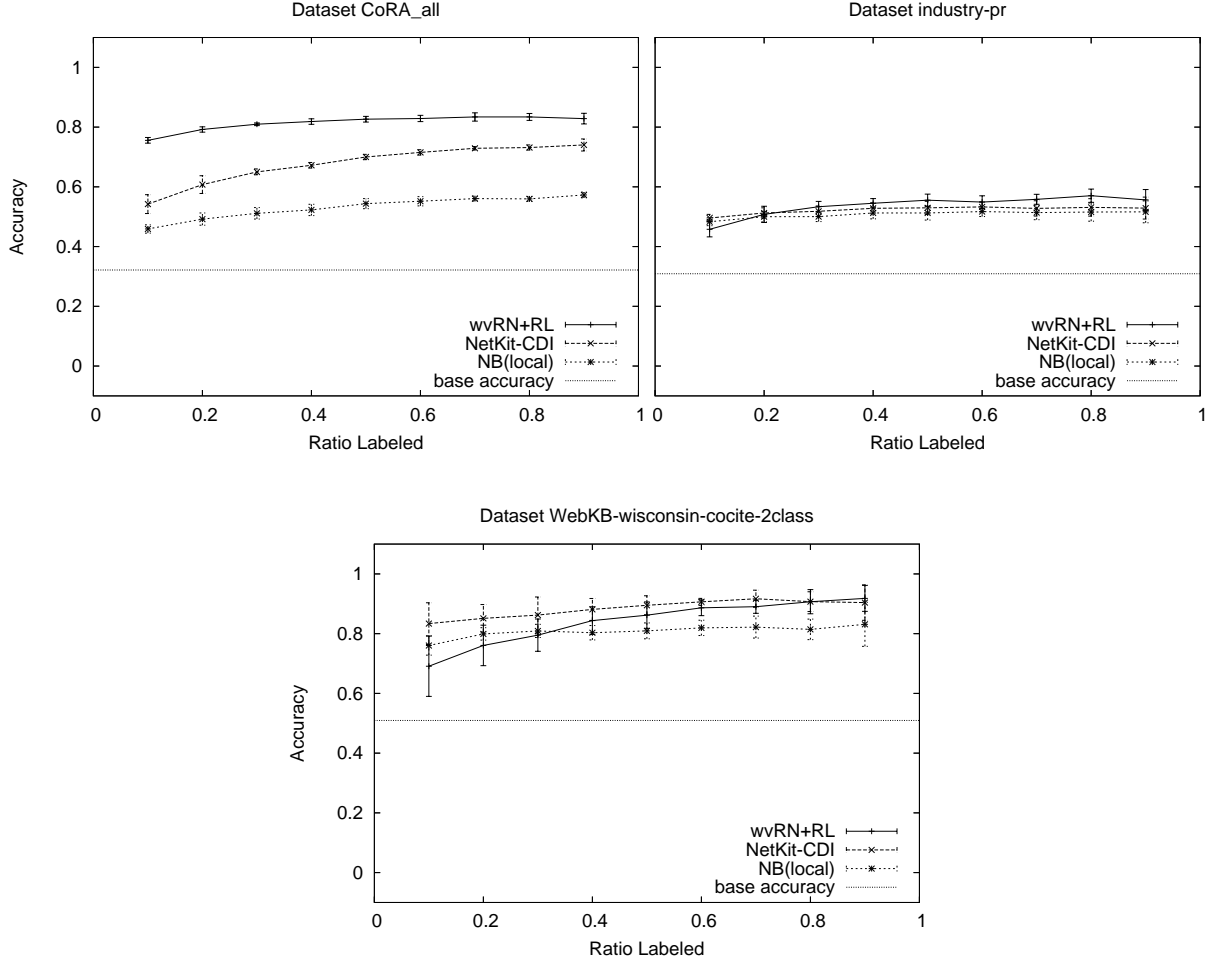 Dataset CoRA_all
1
0.8
0.6
0.4
0.2
0
Accuracy
wvRN+RL
NetKit-CDI
NB(local)
base accuracy
0 0.2 0.4 0.6 0.8 1
Ratio Labeled
Dataset industry-pr
wvRN+RL
NetKit-CDI
NB(local)
base accuracy
0 0.2 0.4 0.6 0.8 1
Ratio Labeled
Dataset WebKB-wisconsin-cocite-2class
1
0.8
0.6
0.4
0.2
0
Accuracy
wvRN+RL
NetKit-CDI
NB(local)
base accuracy
0 0.2 0.4 0.6 0.8 1
Ratio Labeled